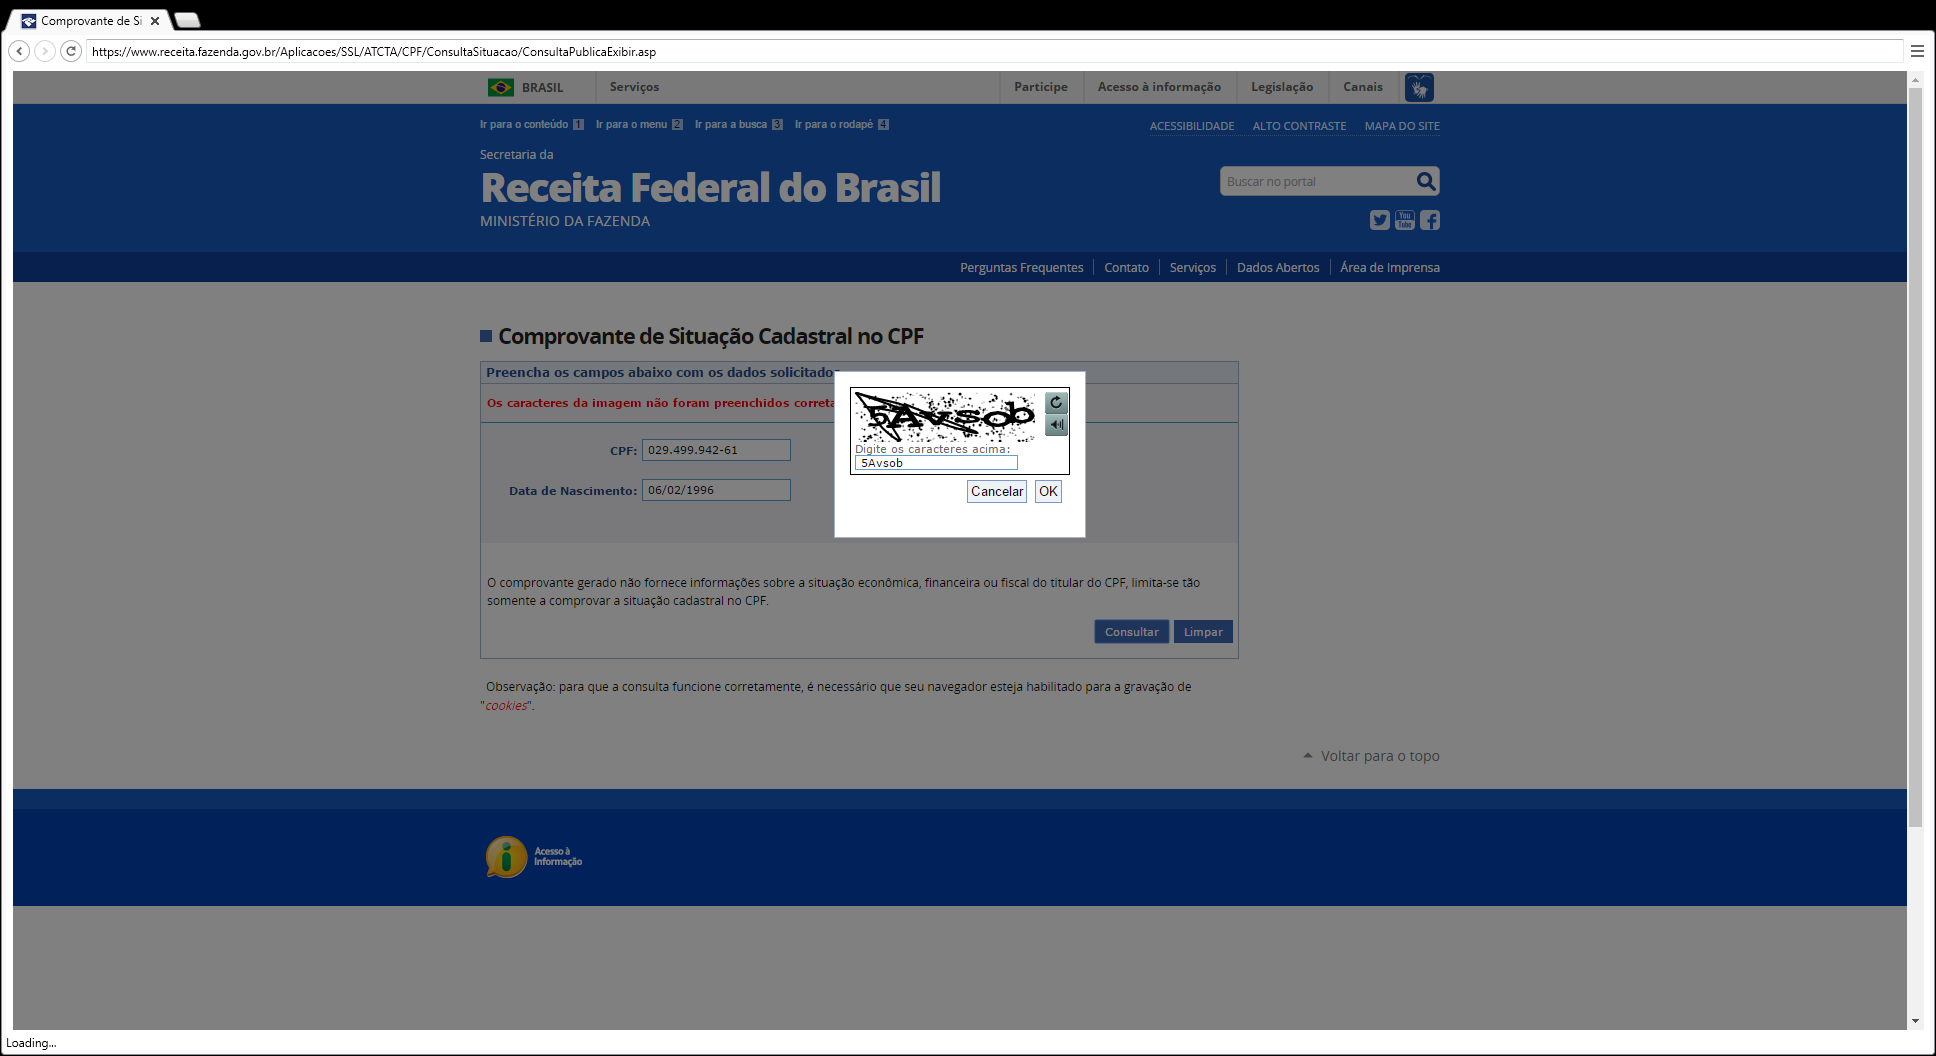 Comprovante de Si
https://www.receita.fazenda.gov.br/Aplicacoes/SSL/ATCTA/CPF/ConsultaSituacao/ConsultaPublicaExibir.asp
BRASIL Serviços Participe Acesso à informação Legislação Canais
Ir para o conteúdo 1 Ir para o menu 2 Ir para a busca 3 Ir para o rodapé 4 ACESSIBILIDADE ALTO CONTRASTE MAPA DO SITE
Secretaria da
Receita Federal do Brasil
Buscar no portal
MINISTÉRIO DA FAZENDA
You Tube
Perguntas Frequentes Contato Serviços Dados Abertos Área de Imprensa
Comprovante de Situação Cadastral no CPF
Preencha os campos abaixo com os dados solicitados
Os caracteres da imagem não foram preenchidos correta
5Avsob
Digite os caracteres acima:
5Avsob
Cancelar OK
CPF: 029.499.942-61
Data de Nascimento: 06/02/1996
O comprovante gerado não fornece informações sobre a situação econômica, financeira ou fiscal do titular do CPF, limita-se tão
somente a comprovar a situação cadastral no CPF.
Consultar Limpar
Observação: para que a consulta funcione corretamente, é necessário que seu navegador esteja habilitado para a gravação de
"cookies".
Voltar para o topo
Acesso à
Informação
Loading...